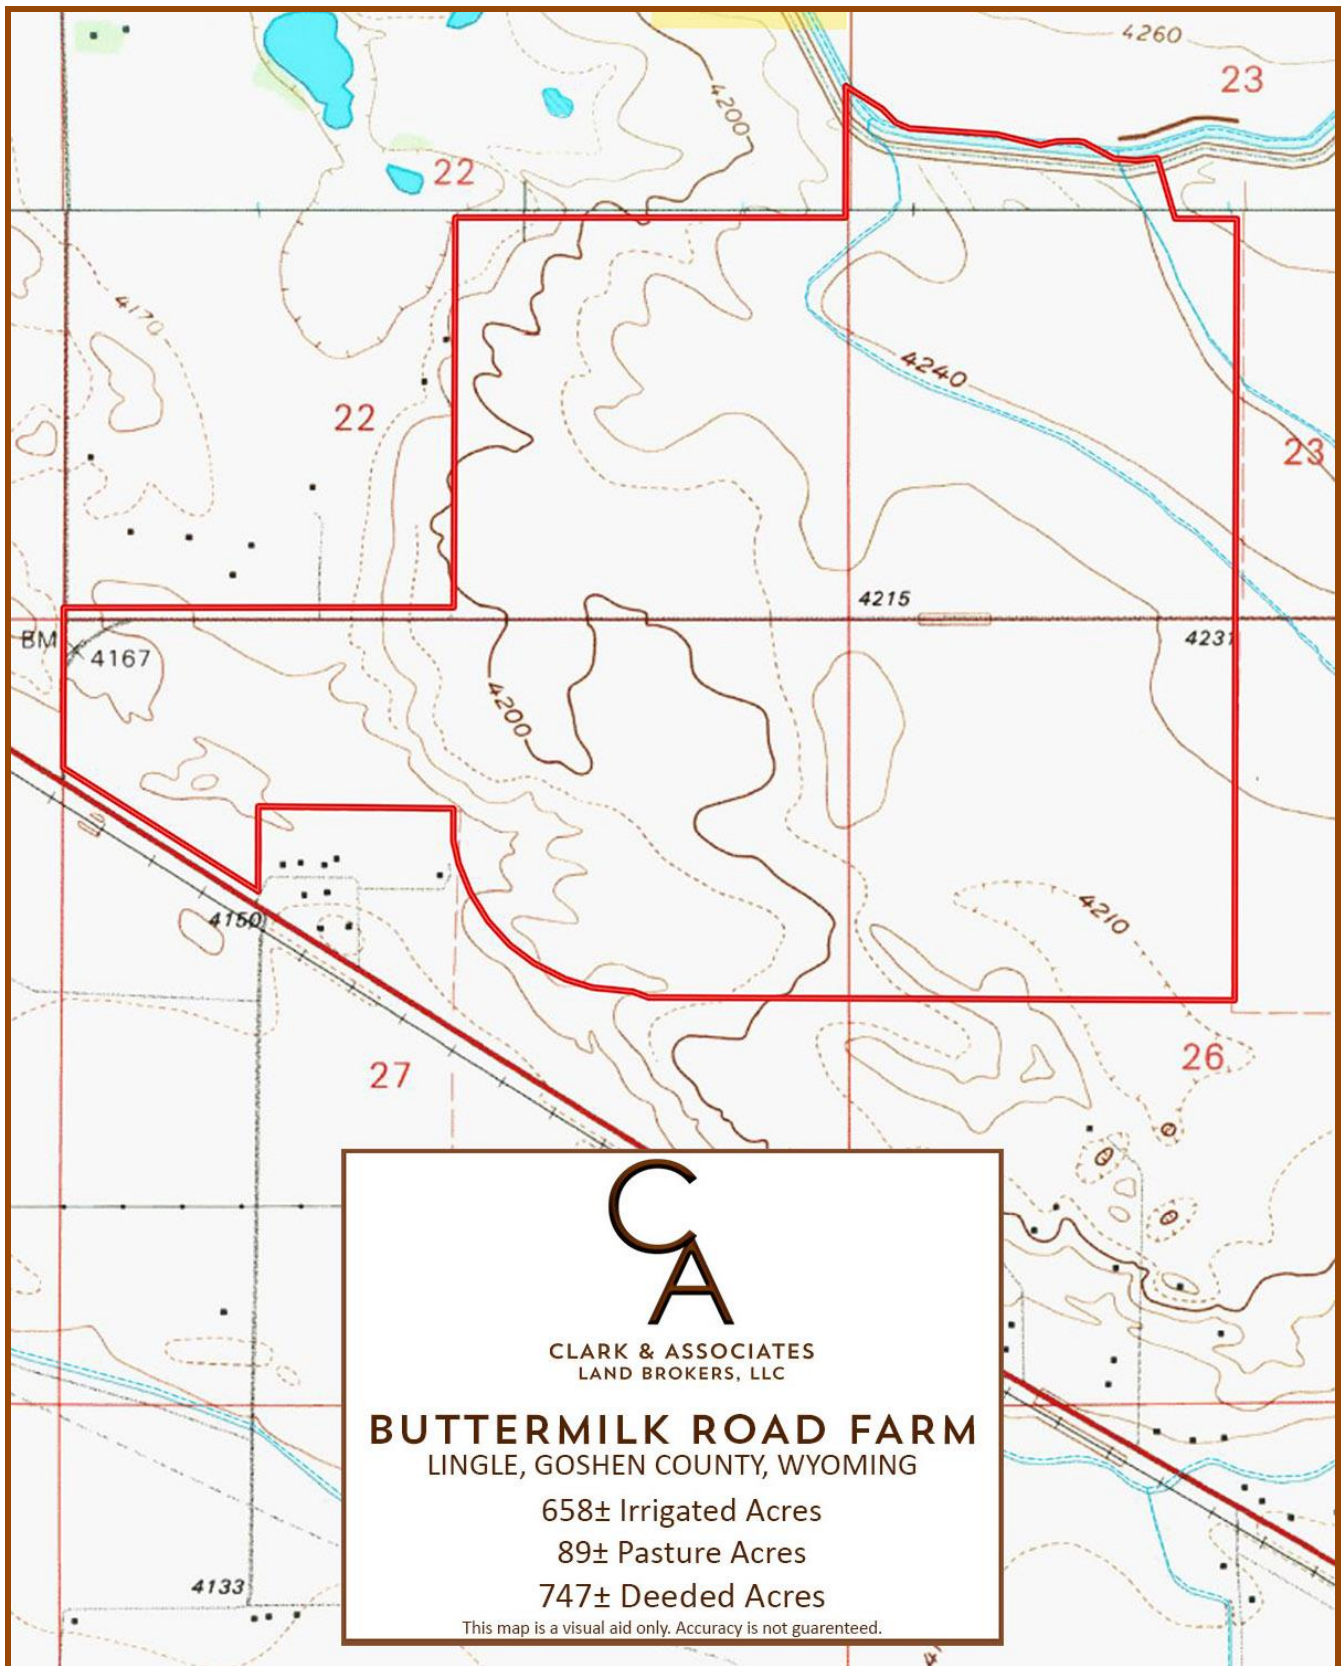 4260
23
4200
22
4170
4240
22
23
4215
BM
4167
4231
4200
4150
4210
27
26
CA
CLARK & ASSOCIATES
LAND BROKERS, LLC
BUTTERMILK ROAD FARM
LINGLE, GOSHEN COUNTY, WYOMING
658± Irrigated Acres
89± Pasture Acres
747± Deeded Acres
This map is a visual aid only. Accuracy is not guarenteed.
4133